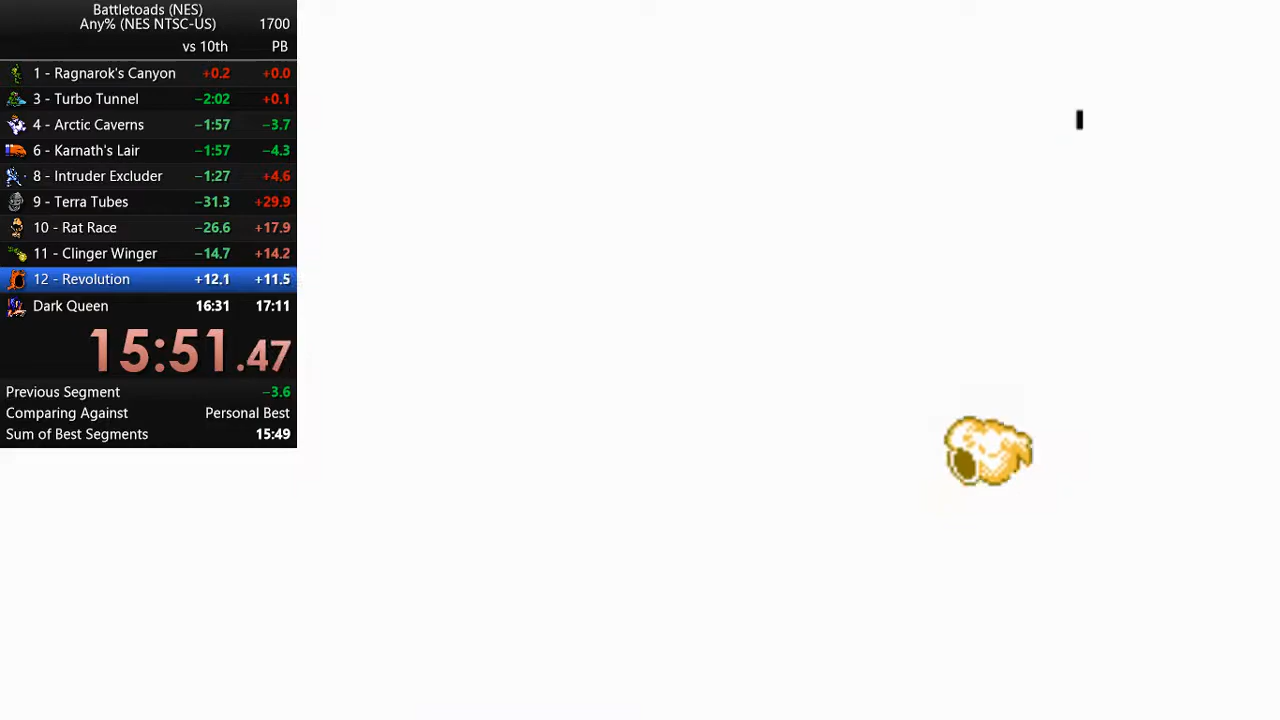 Battletoads (NES)
Any% (NES NTSC-US) 1700
vs 10th PB
1 - Ragnarok's Canyon +0.2 +0.0
3 - Turbo Tunnel −2:02 +0.1
4 - Arctic Caverns −1:57 −3.7
6 - Karnath's Lair −1:57 −4.3
8 - Intruder Excluder −1:27 +4.6
9 - Terra Tubes −31.3 +29.9
10 - Rat Race −26.6 +17.9
11 - Clinger Winger −14.7 +14.2
12 - Revolution +12.1 +11.5
Dark Queen 16:31 17:11
15:51.47
Previous Segment −3.6
Comparing Against Personal Best
Sum of Best Segments 15:49